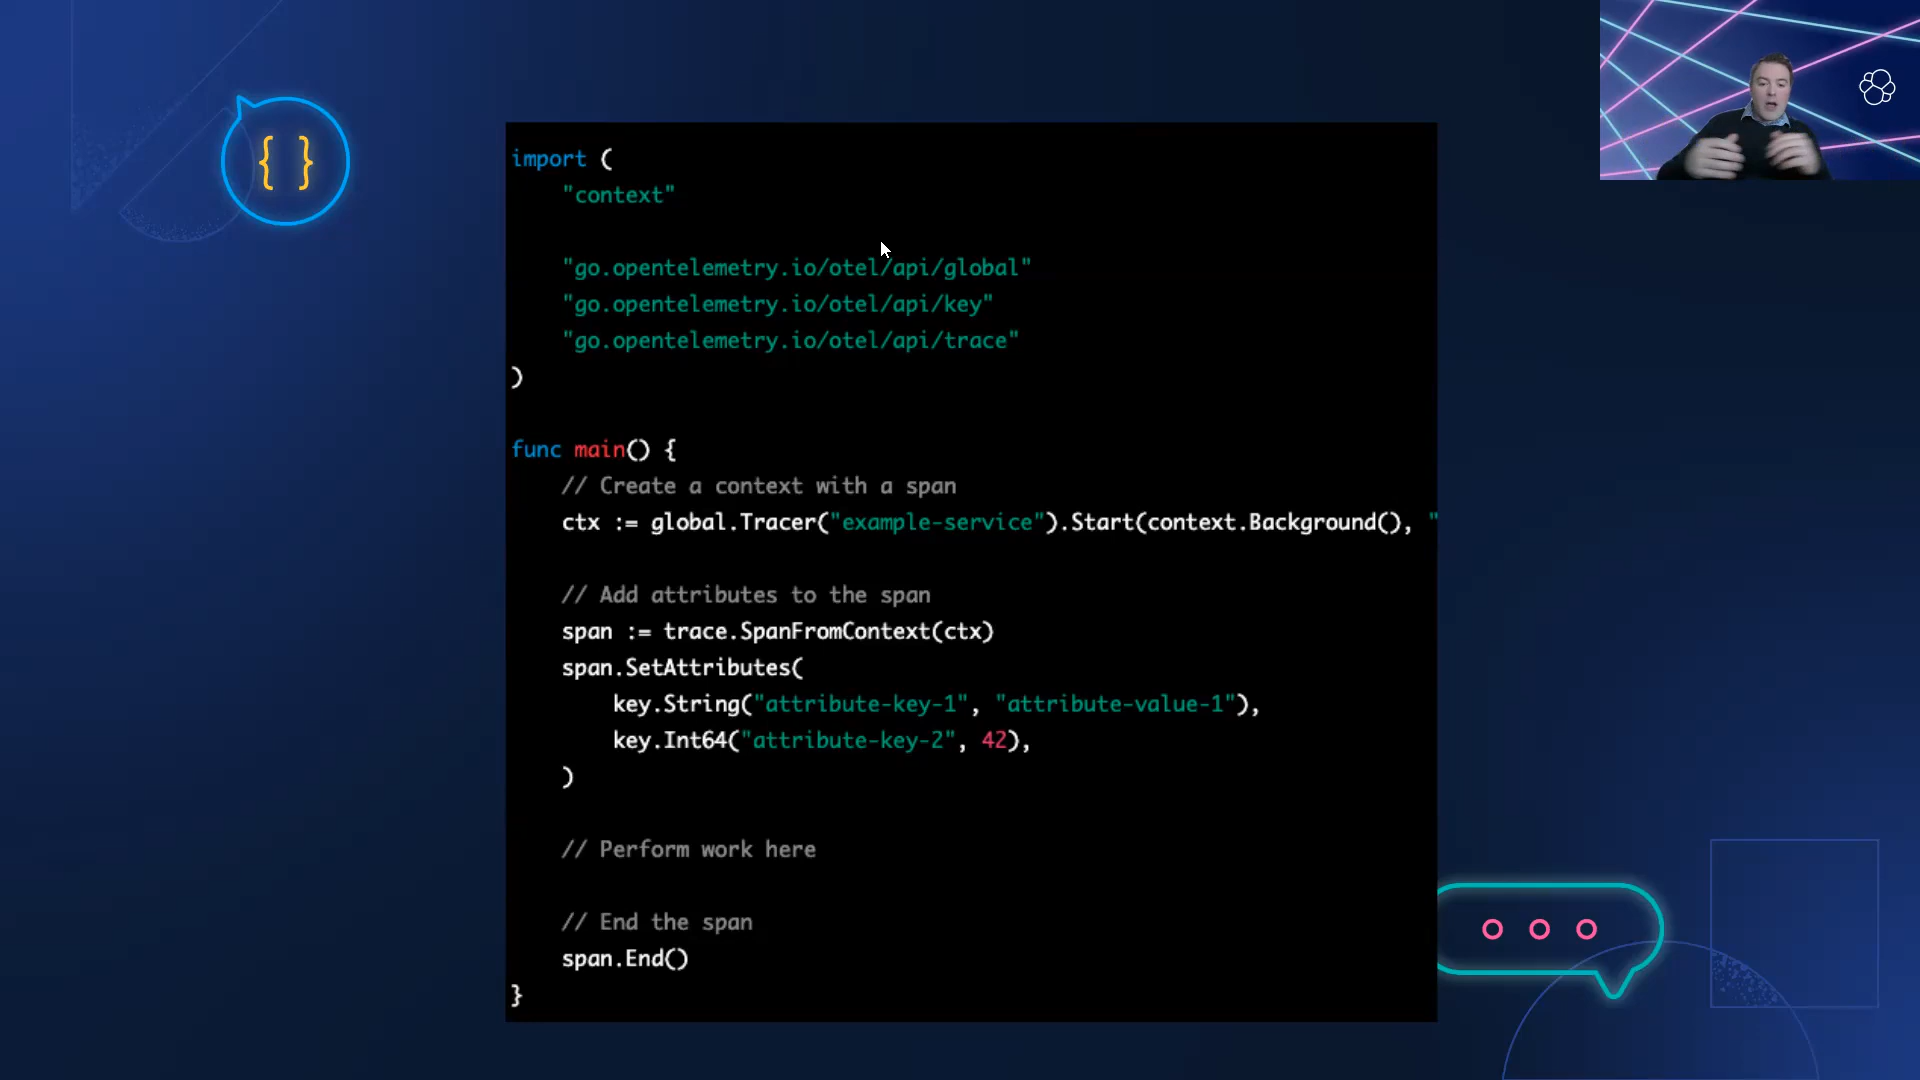 { }
import (
    "context"
    "go.opentelemetry.io/otel/api/global"
    "go.opentelemetry.io/otel/api/key"
    "go.opentelemetry.io/otel/api/trace"
)
func main() {
    // Create a context with a span
    ctx := global.Tracer("example-service").Start(context.Background(), "
    // Add attributes to the span
    span := trace.SpanFromContext(ctx)
    span.SetAttributes(
        key.String("attribute-key-1", "attribute-value-1"),
        key.Int64("attribute-key-2", 42),
    )
    // Perform work here
    // End the span
    span.End()
}